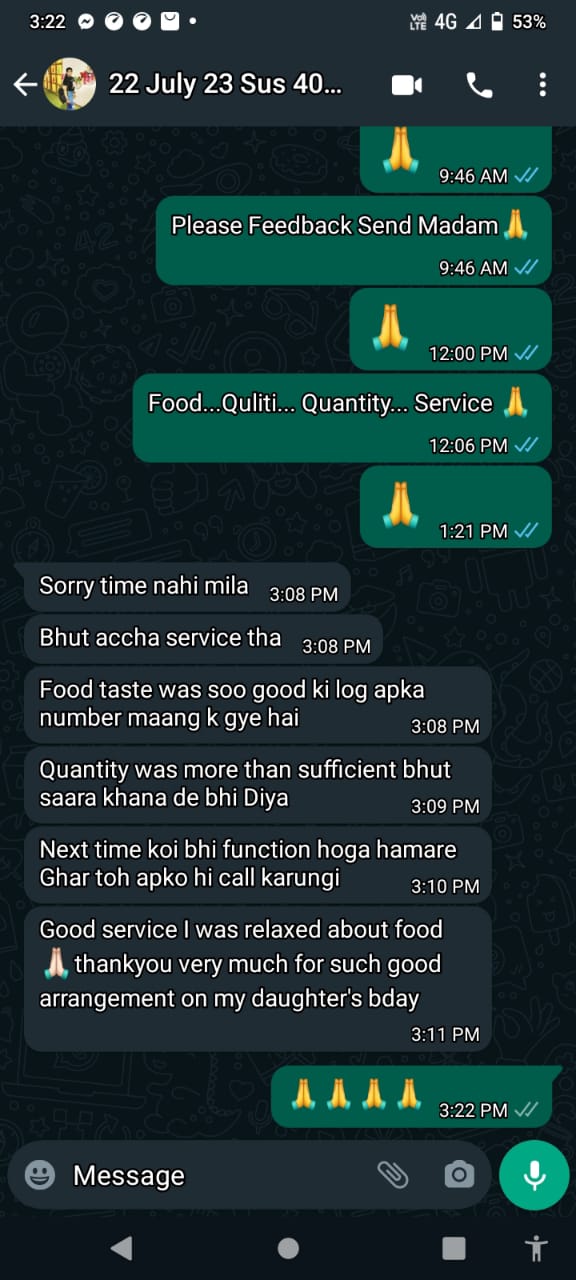 3:22
Vo)
LTE
4G
53%
22 July 23 Sus 40...
9:46 AM
Please Feedback Send Madam🙏
9:46 AM
12:00 PM
Food...Quliti... Quantity... Service 🙏
12:06 PM
1:21 PM
Sorry time nahi mila 3:08 PM
Bhut accha service tha 3:08 PM
Food taste was soo good ki log apka
number maang k gye hai 3:08 PM
Quantity was more than sufficient bhut
saara khana de bhi Diya 3:09 PM
Next time koi bhi function hoga hamare
Ghar toh apko hi call karungi 3:10 PM
Good service I was relaxed about food
🙏🏻thankyou very much for such good
arrangement on my daughter's bday
3:11 PM
🙏🙏🙏🙏 3:22 PM
Message